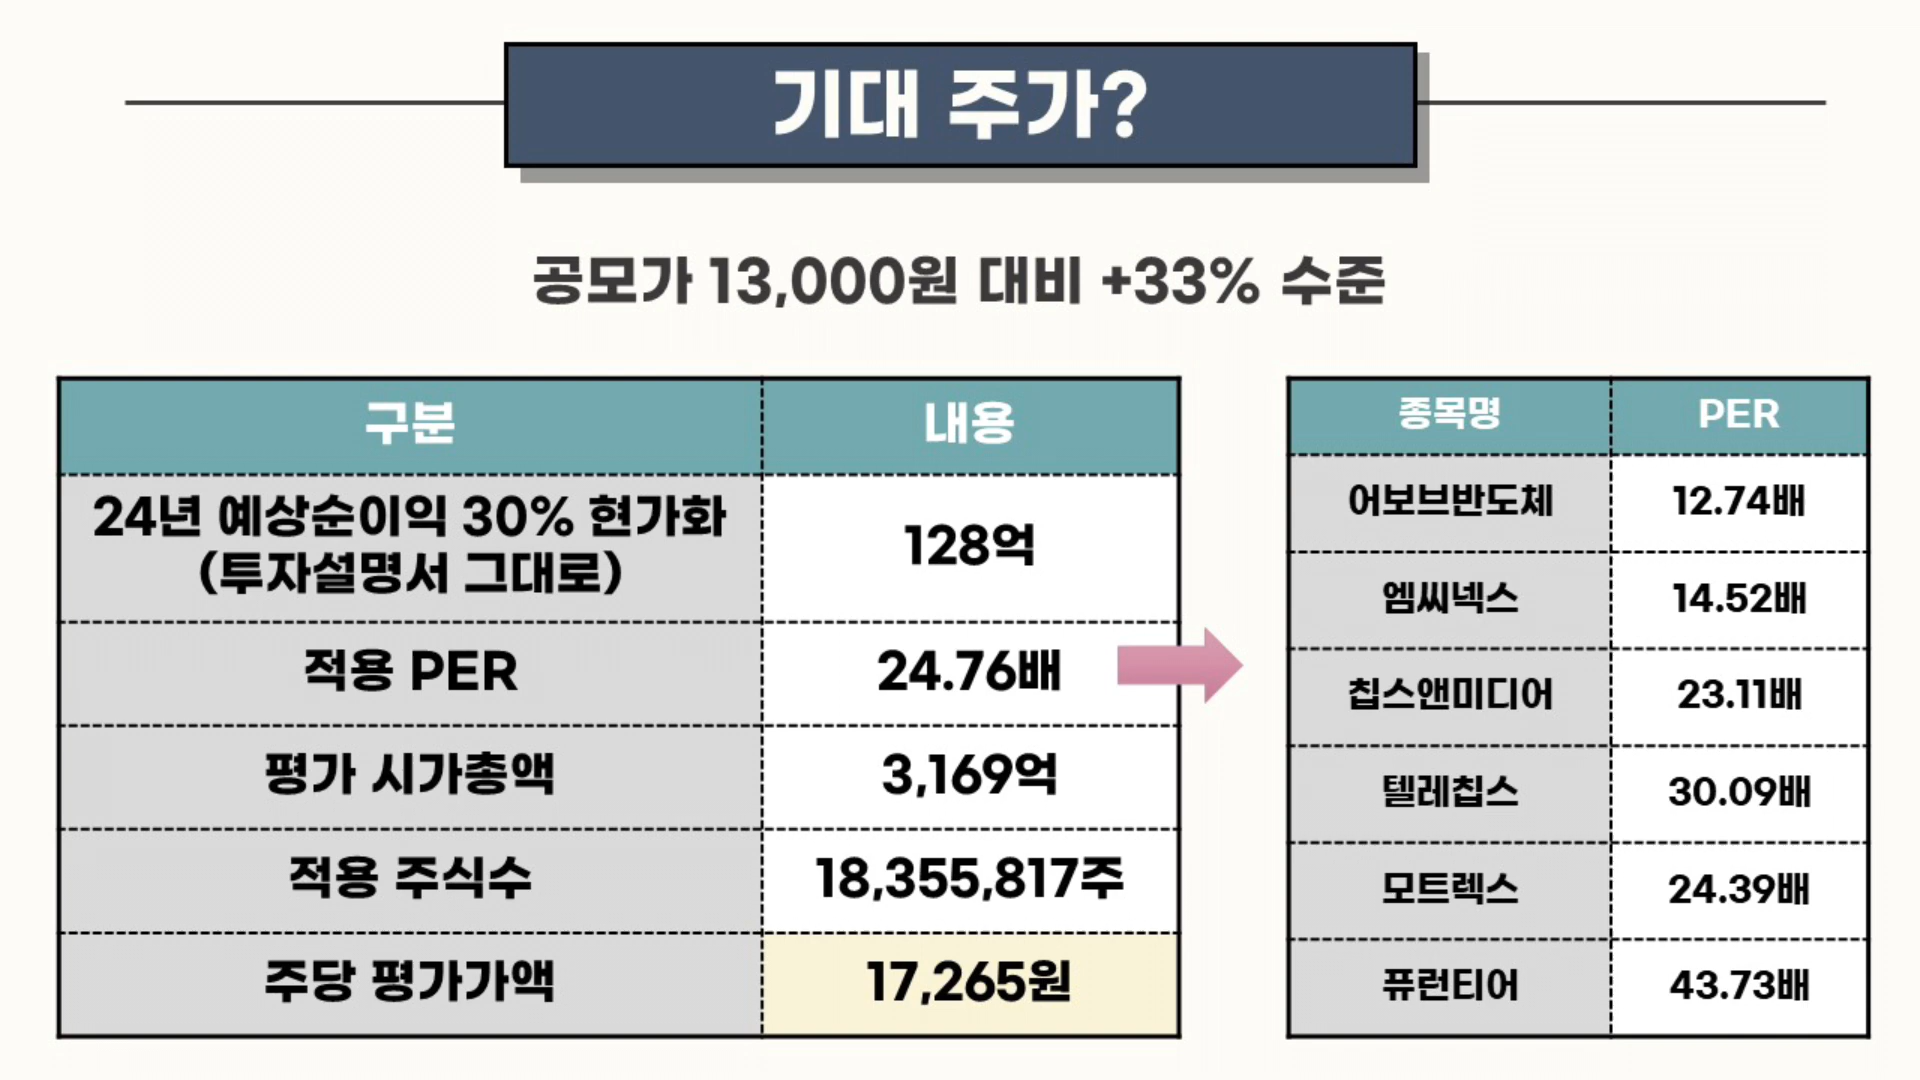 기대 주가?
공모가 13,000원 대비 +33% 수준
구분 내용
24년 예상순이익 30% 현가화
(투자설명서 그대로)
128억
적용 PER 24.76배
평가 시가총액 3,169억
적용 주식수 18,355,817주
주당 평가가액 17,265원
종목명 PER
어보브반도체 12.74배
엠씨넥스 14.52배
칩스앤미디어 23.11배
텔레칩스 30.09배
모트렉스 24.39배
퓨런티어 43.73배